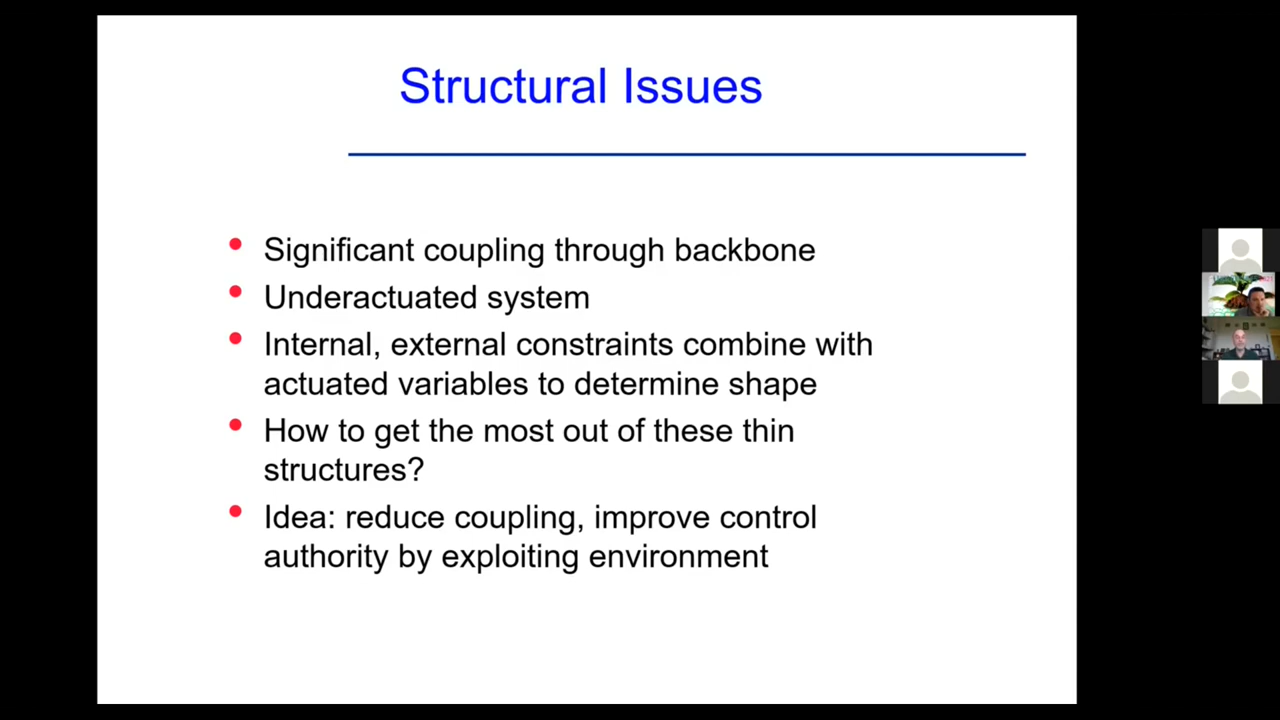 Structural Issues
• Significant coupling through backbone
• Underactuated system
• Internal, external constraints combine with
actuated variables to determine shape
• How to get the most out of these thin
structures?
• Idea: reduce coupling, improve control
authority by exploiting environment